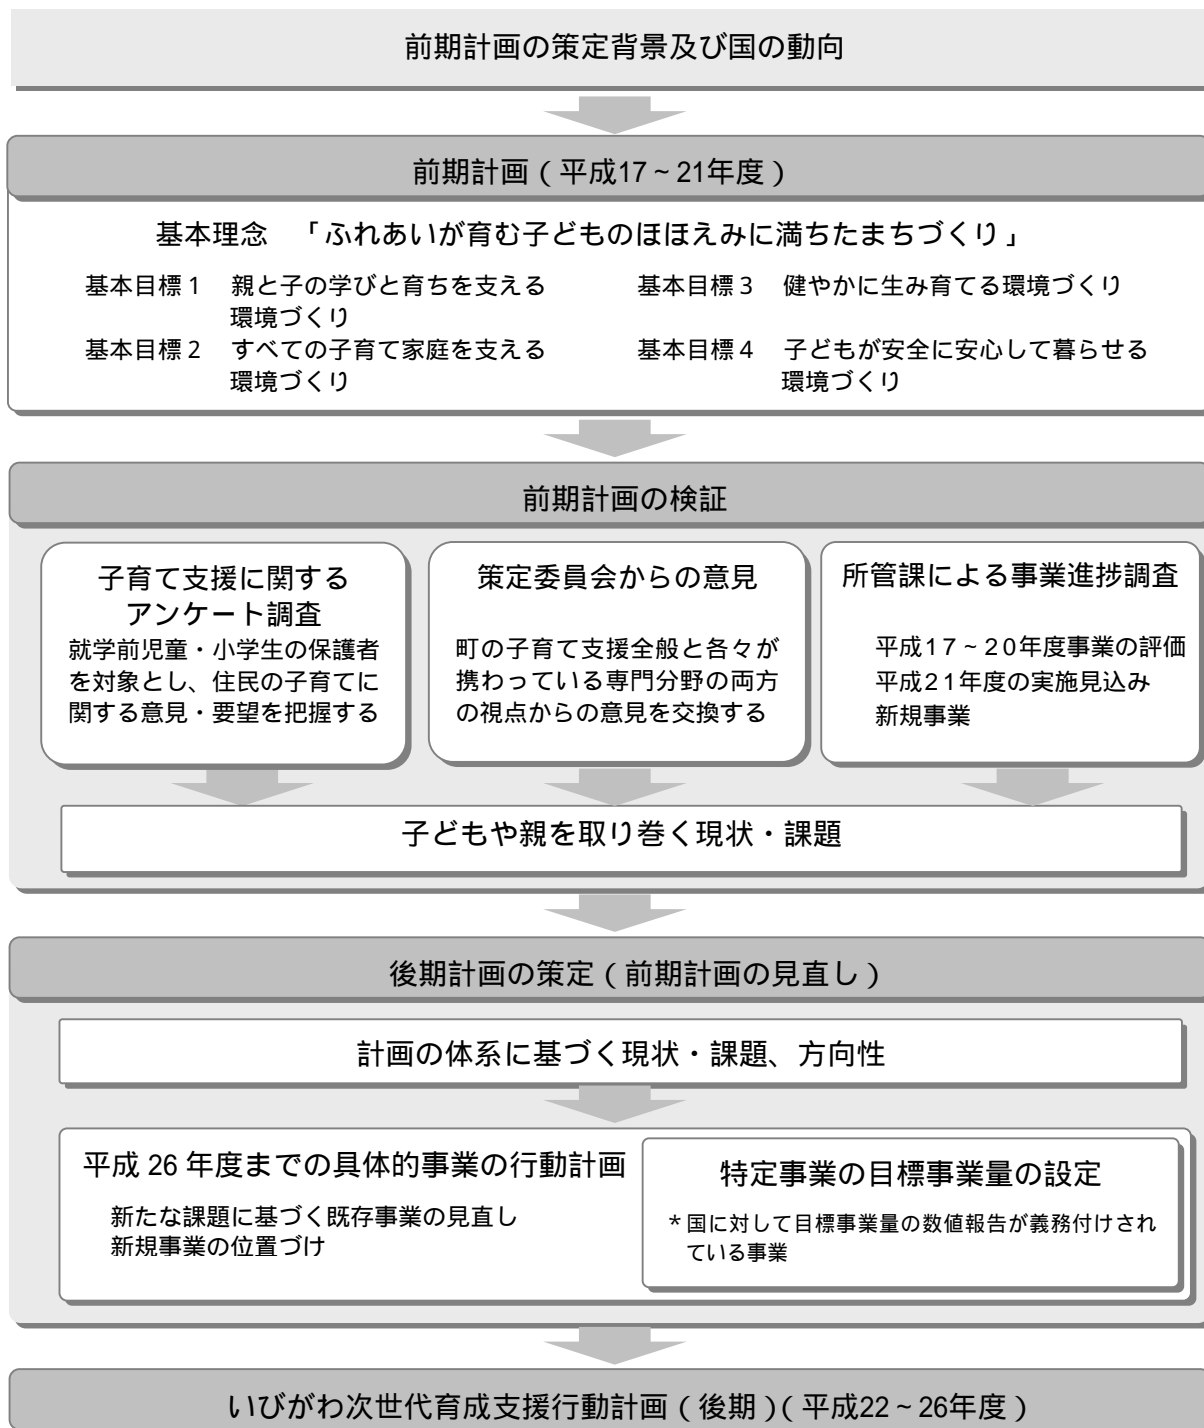 前期計画の策定背景及び国の動向
前期計画（平成17～21年度）
基本理念　「ふれあいが育む子どものほほえみに満ちたまちづくり」
基本目標１　親と子の学びと育ちを支える
環境づくり
基本目標２　すべての子育て家庭を支える
環境づくり
基本目標３　健やかに生み育てる環境づくり
基本目標４　子どもが安全に安心して暮らせる
環境づくり
前期計画の検証
子育て支援に関する
アンケート調査
就学前児童・小学生の保護者
を対象とし、住民の子育てに
関する意見・要望を把握する
策定委員会からの意見
町の子育て支援全般と各々が
携わっている専門分野の両方
の視点からの意見を交換する
所管課による事業進捗調査
平成１７～２０年度事業の評価
平成２１年度の実施見込み
新規事業
子どもや親を取り巻く現状・課題
後期計画の策定（前期計画の見直し）
計画の体系に基づく現状・課題、方向性
平成 26 年度までの具体的事業の行動計画
新たな課題に基づく既存事業の見直し
新規事業の位置づけ
特定事業の目標事業量の設定
＊国に対して目標事業量の数値報告が義務付けされ
ている事業
いびがわ次世代育成支援行動計画（後期）（平成22～26年度）